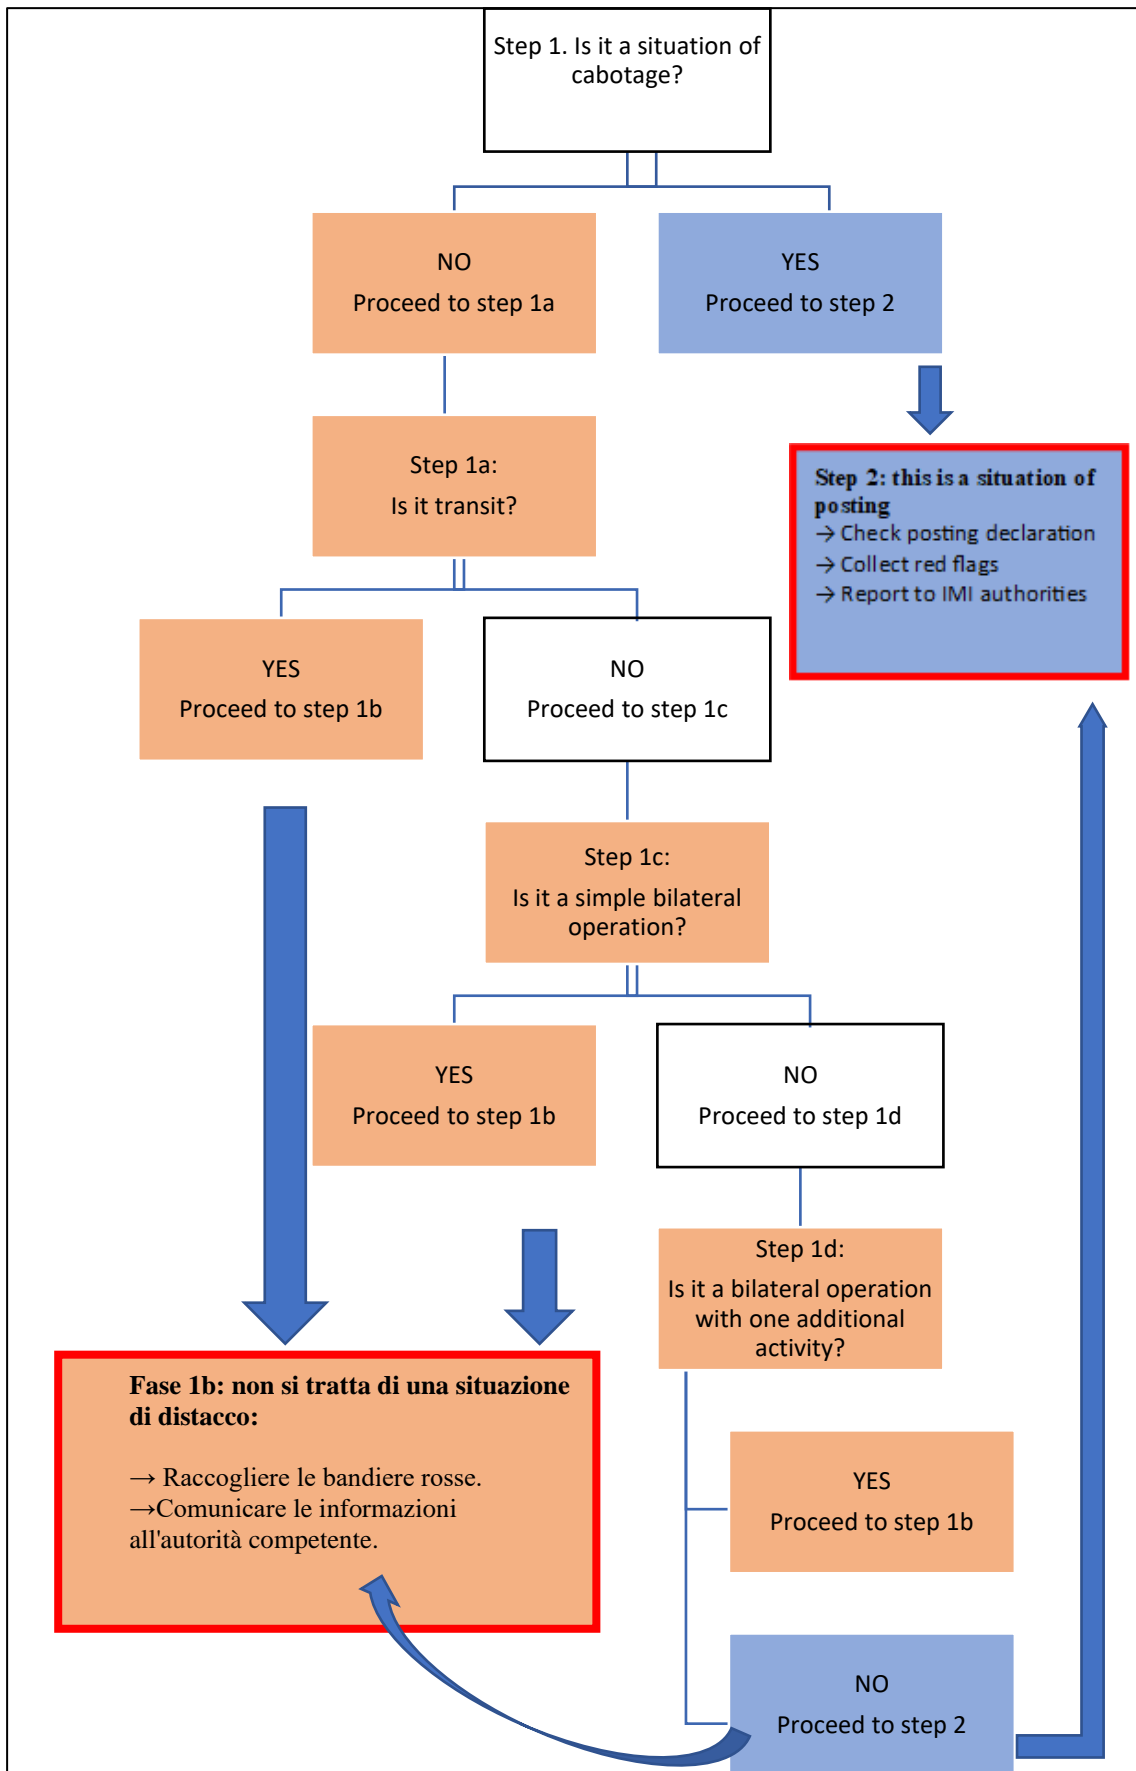 Step 1. Is it a situation of
cabotage?
NO
Proceed to step 1a
YES
Proceed to step 2
Step 1a:
Is it transit?
Step 2: this is a situation of
posting
→ Check posting declaration
→ Collect red flags
→ Report to IMI authorities
YES
Proceed to step 1b
NO
Proceed to step 1c
Step 1c:
Is it a simple bilateral
operation?
YES
Proceed to step 1b
NO
Proceed to step 1d
Step 1d:
Is it a bilateral operation
with one additional
activity?
Fase 1b: non si tratta di una situazione
di distacco:
→ Raccogliere le bandiere rosse.
→Comunicare le informazioni
all'autorità competente.
YES
Proceed to step 1b
NO
Proceed to step 2